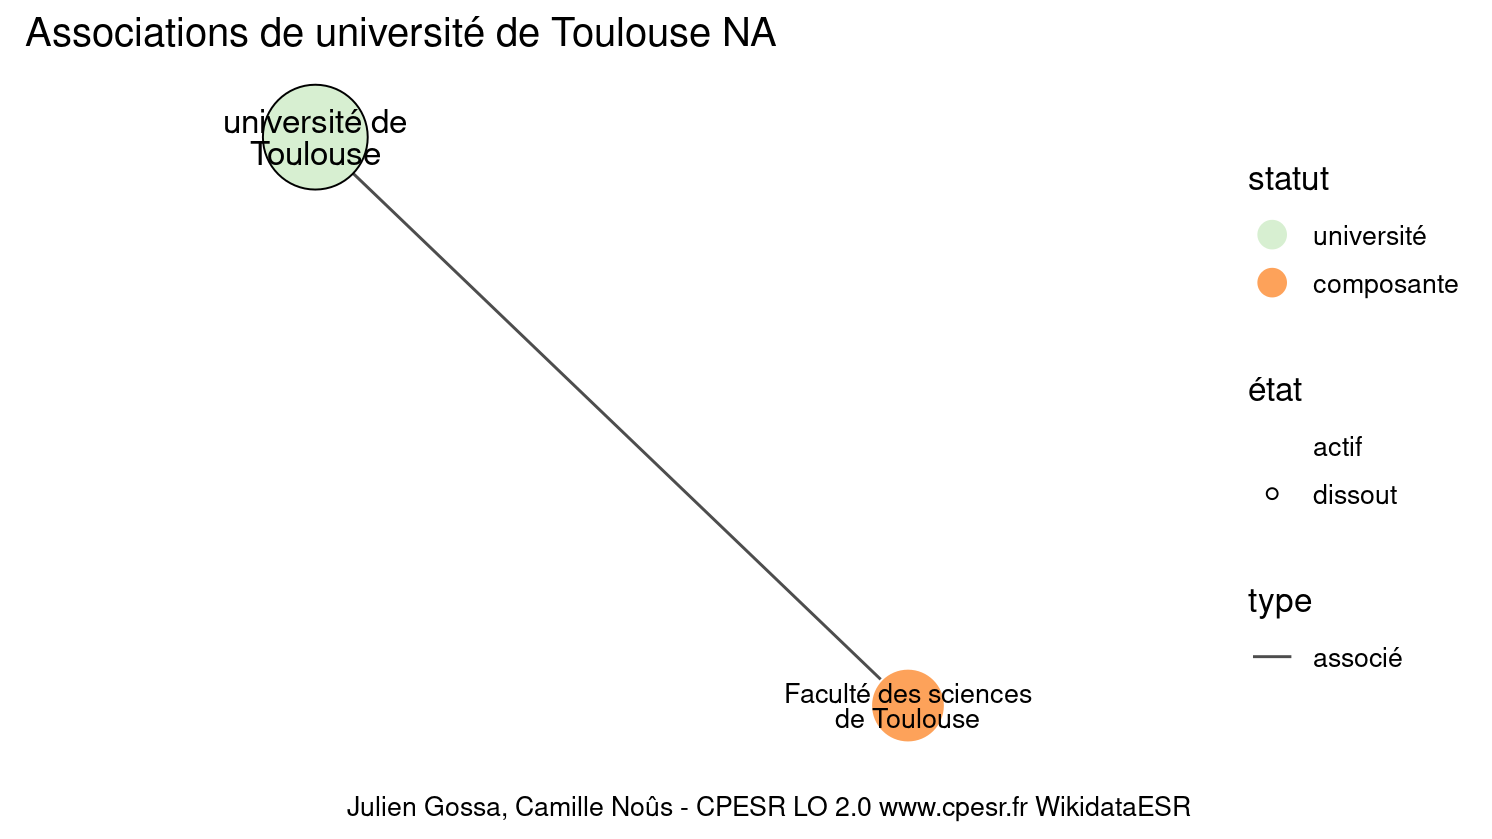 Associations de université de Toulouse NA
université de
Toulouse
statut
université
composante
état
actif
dissout
type
associé
Faculté des sciences
de Toulouse
Julien Gossa, Camille Noûs - CPESR LO 2.0 www.cpesr.fr WikidataESR